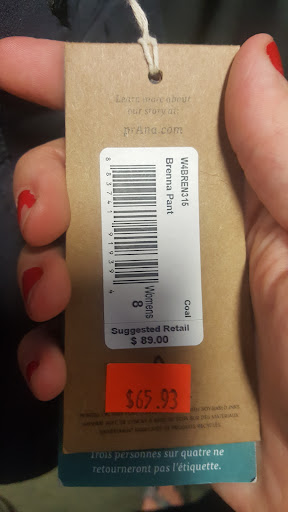 Learn more about
our story at:
prAna.com
W4BREN315
Brenna Pant
Coal
Womens
8
Suggested Retail
$ 89.00
$65.93
Trois personnes sur quatre ne
retourneront pas l'étiquette.